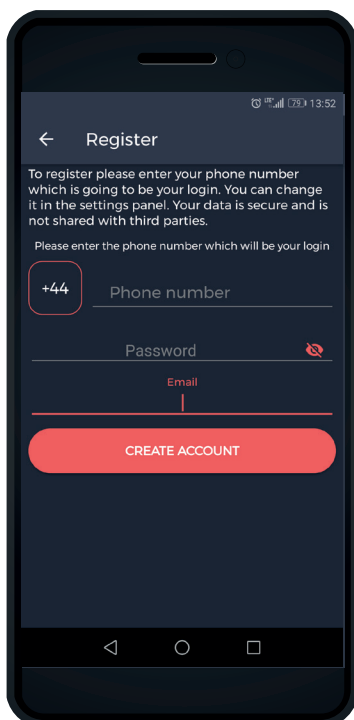 79 13:52
Register
To register please enter your phone number
which is going to be your login. You can change
it in the settings panel. Your data is secure and is
not shared with third parties.
Please enter the phone number which will be your login
+44 Phone number
Password
Email
CREATE ACCOUNT